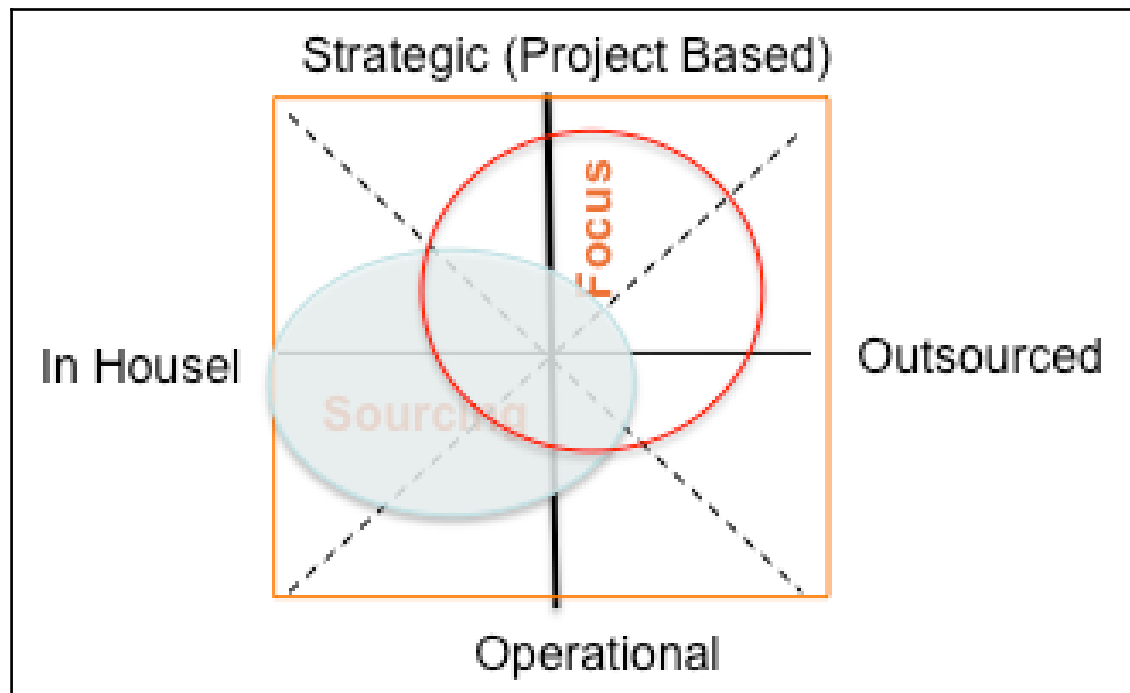 Strategic (Project Based)
Focus
In Housel
Outsourced
Sourcing
Operational